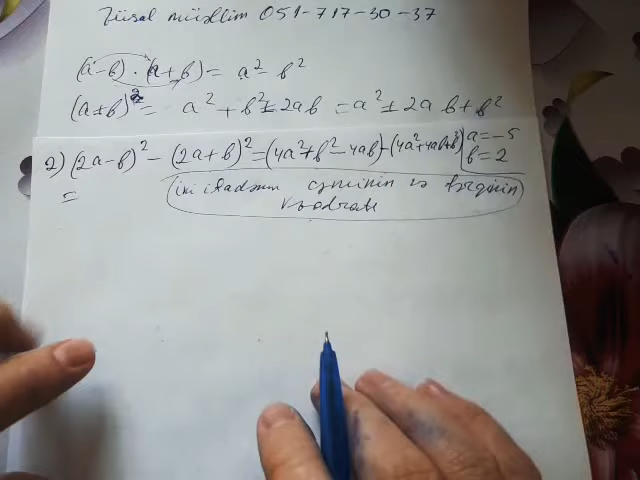 Züsal müəllim 051-717-30-37
(a-b)·(a+b)= a²-b²
(a±b)²= a²+b²±2ab =a²±2ab+b²
2) (2a-b)²-(2a+b)²=(4a²+b²-4ab)-(4a²+4ab+b²) a=-5
b=2
=
iki ifadənin cəminin və fərqinin
kvadratı